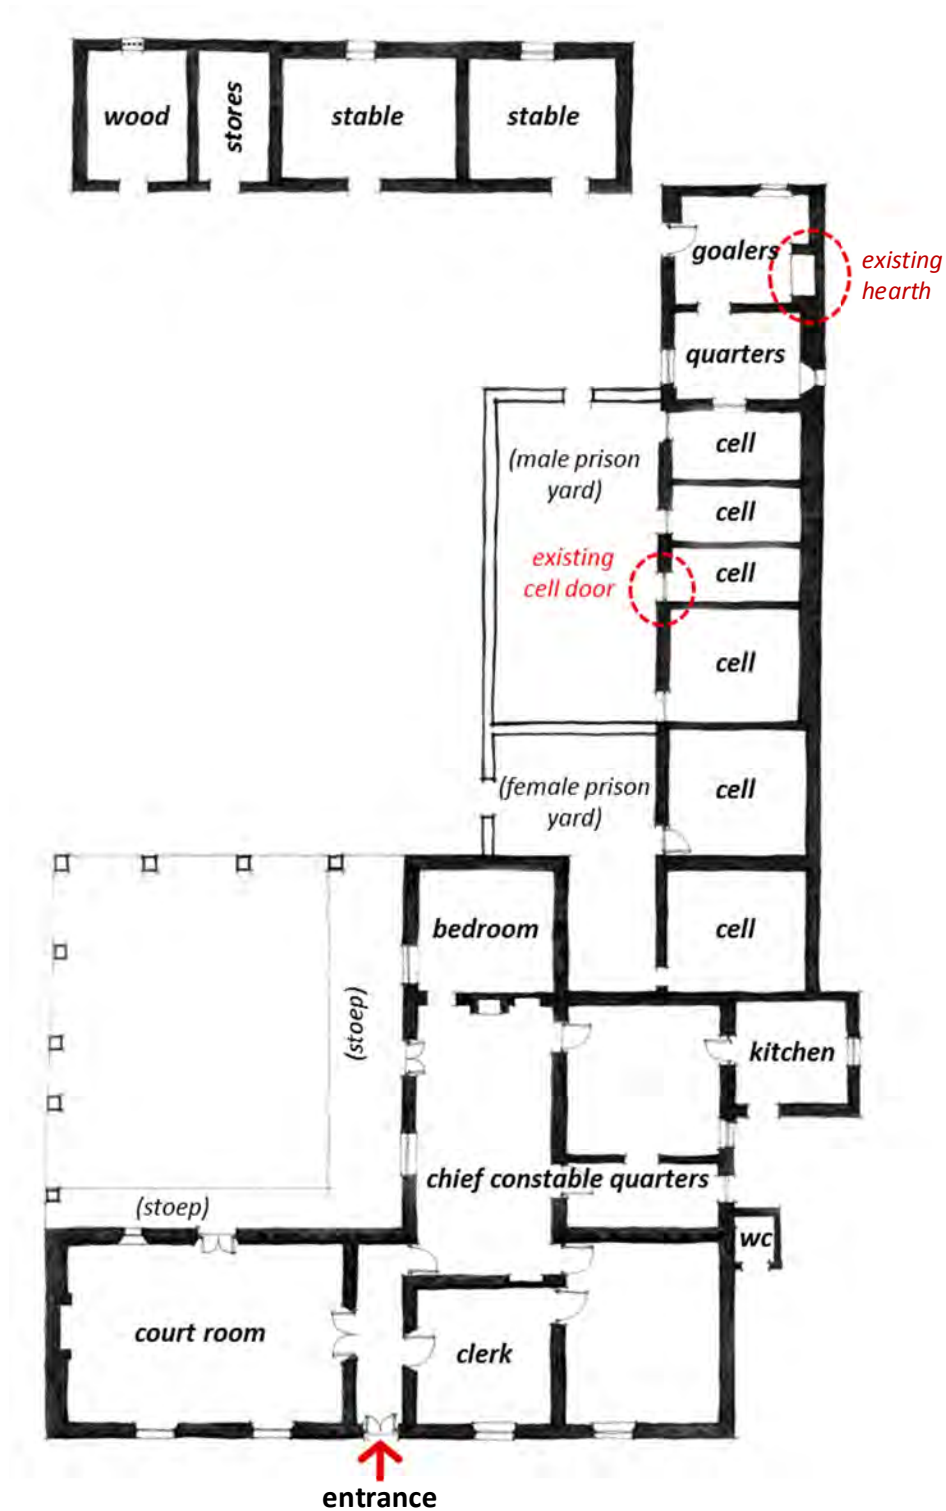 wood
stores
stable
stable
goalers
existing
hearth
quarters
cell
(male prison
yard)
cell
existing
cell door
cell
cell
(female prison
yard)
cell
bedroom
cell
(stoep)
kitchen
chief constable quarters
(stoep)
wc
court room
clerk
entrance